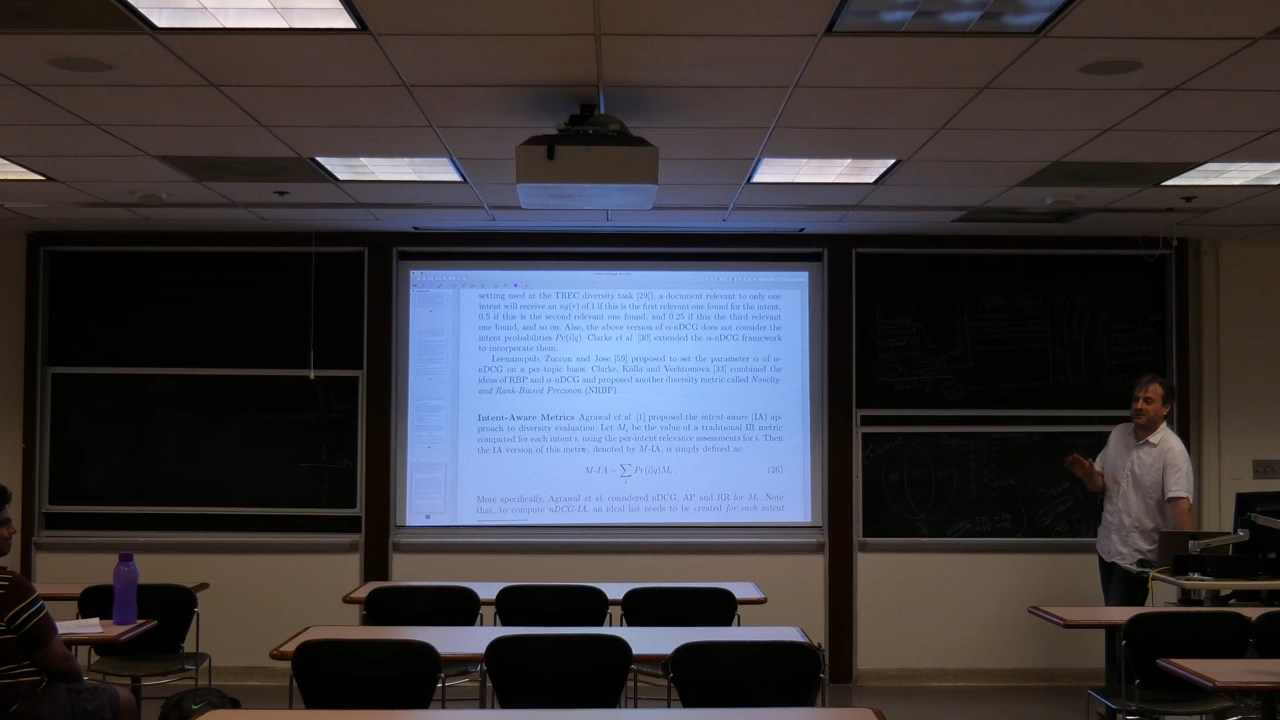 setting used at the TREC diversity task [29]), a document relevant to only one
intent will receive an ng(r) of 1 if this is the first relevant one found for the intent,
0.5 if this is the second relevant one found, and 0.25 if this the third relevant
one found, and so on. Also, the above version of α-nDCG does not consider the
intent probabilities Pr(i|q). Clarke et al. [30] extended the α-nDCG framework
to incorporate them.
Leelanupab, Zuccon and Jose [59] proposed to set the parameter α of α-
nDCG on a per-topic basis. Clarke, Kolla and Vechtomova [33] combined the
ideas of RBP and α-nDCG and proposed another diversity metric called Novelty-
and Rank-Biased Precision (NRBP).
Intent-Aware Metrics Agrawal et al. [1] proposed the intent-aware (IA) ap-
proach to diversity evaluation. Let Mᵢ be the value of a traditional IR metric
computed for each intent i, using the per-intent relevance assessments for i. Then
the IA version of this metric, denoted by M-IA, is simply defined as:
M-IA = ∑ᵢ Pr(i|q)Mᵢ . (26)
More specifically, Agrawal et al. considered nDCG, AP and RR for Mᵢ. Note
that, to compute nDCG-IA, an ideal list needs to be created for each intent